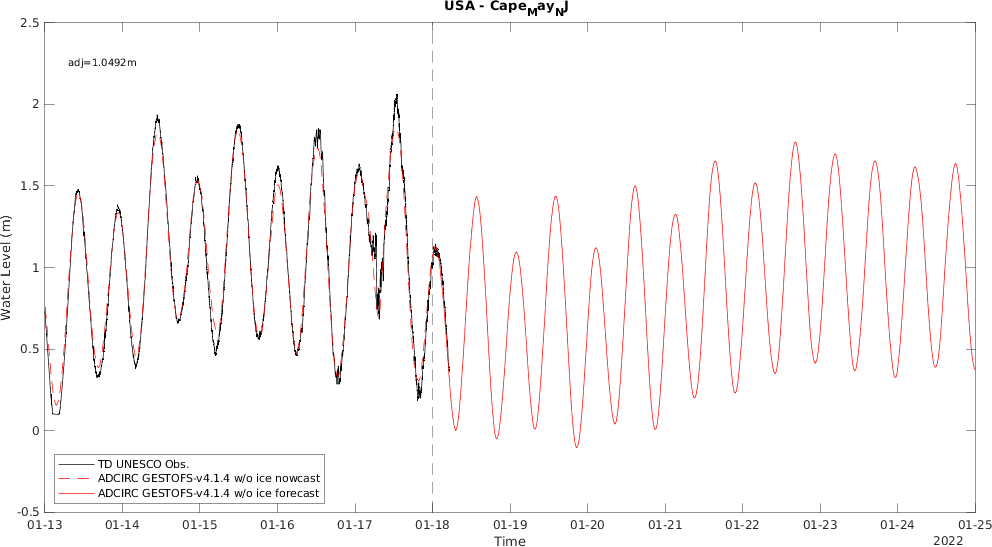 USA - CapeMayNJ
adj=1.0492m
2.5
2
1.5
1
0.5
0
-0.5
Water Level (m)
TD UNESCO Obs.
ADCIRC GESTOFS-v4.1.4 w/o ice nowcast
ADCIRC GESTOFS-v4.1.4 w/o ice forecast
01-13 01-14 01-15 01-16 01-17 01-18 01-19 01-20 01-21 01-22 01-23 01-24 01-25
Time
2022